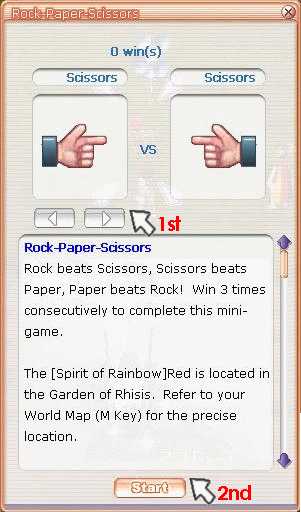 Rock-Paper-Scissors
0 win(s)
Scissors Scissors
VS
1st
Rock-Paper-Scissors
Rock beats Scissors, Scissors beats
Paper, Paper beats Rock! Win 3 times
consecutively to complete this mini-
game.
The [Spirit of Rainbow]Red is located in
the Garden of Rhisis. Refer to your
World Map (M Key) for the precise
location.
Start
2nd